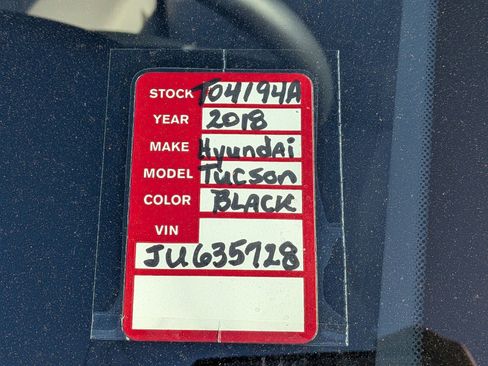 STOCK T04194A
YEAR 2018
MAKE Hyundai
MODEL Tucson
COLOR BLACK
VIN
JU635728